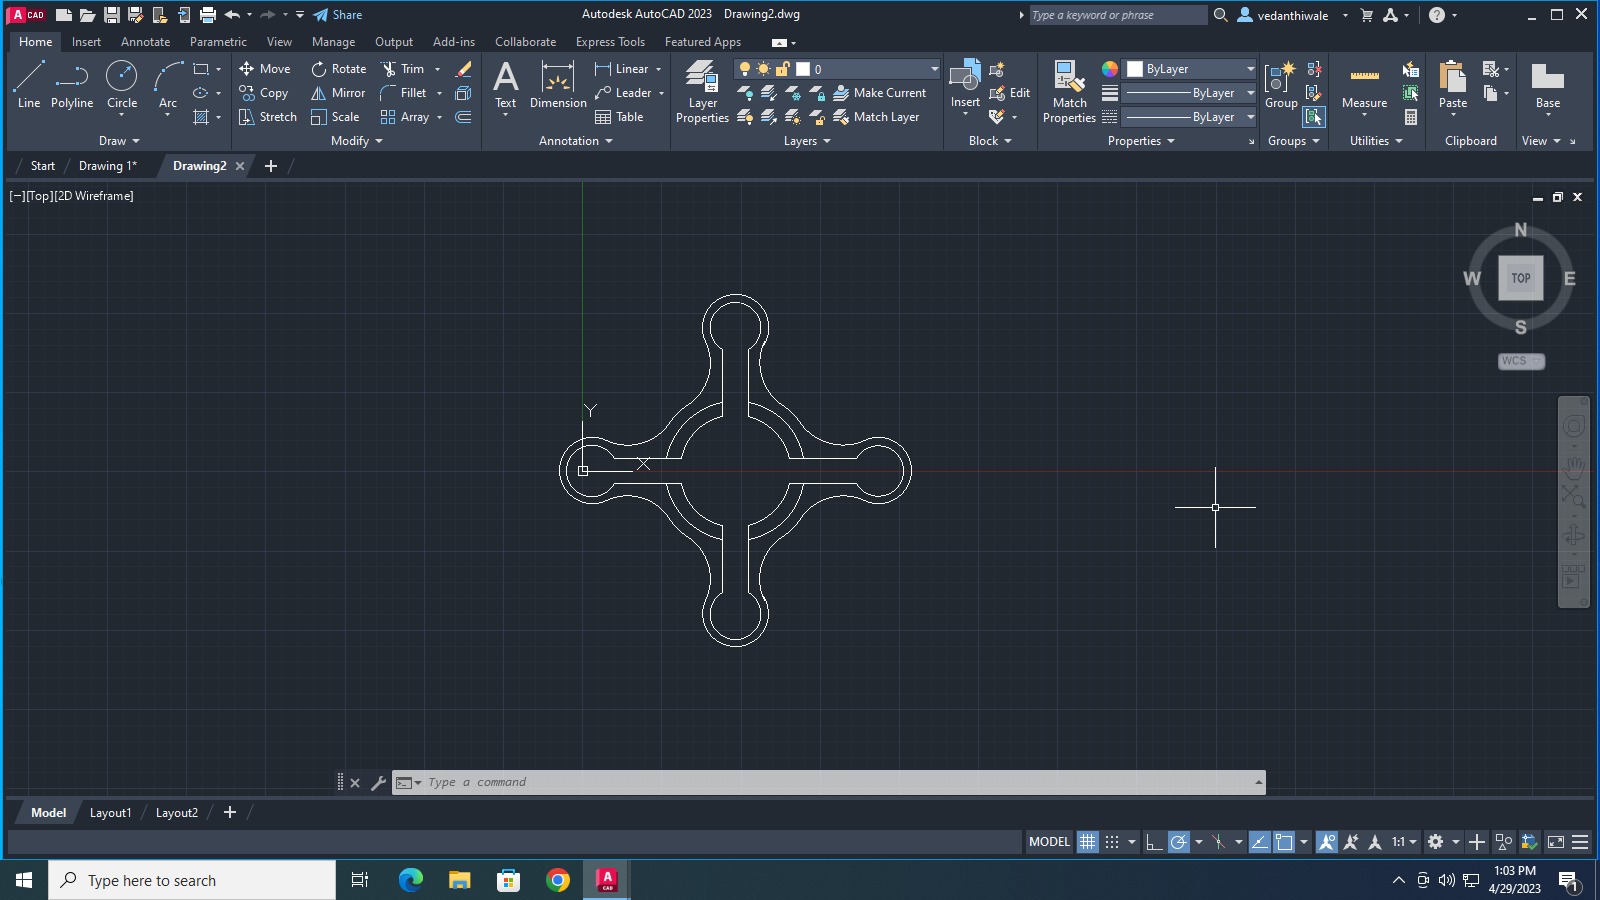 A CAD Share Autodesk AutoCAD 2023 Drawing2.dwg Type a keyword or phrase vedanthiwale ?
Home Insert Annotate Parametric View Manage Output Add-ins Collaborate Express Tools Featured Apps
Move Rotate Trim Linear 0 ByLayer
Line Polyline Circle Arc Copy Mirror Fillet Text Dimension Leader Layer Properties Make Current Insert Edit Match Properties ByLayer Group Measure Paste Base
Stretch Scale Array Table Match Layer ByLayer
Draw Modify Annotation Layers Block Properties Groups Utilities Clipboard View
Start Drawing 1* Drawing2
[−][Top][2D Wireframe]
N
W TOP E
S
WCS
Y
X
Type a command
Model Layout1 Layout2
MODEL 1:1
Type here to search A CAD 1:03 PM
4/29/2023 1